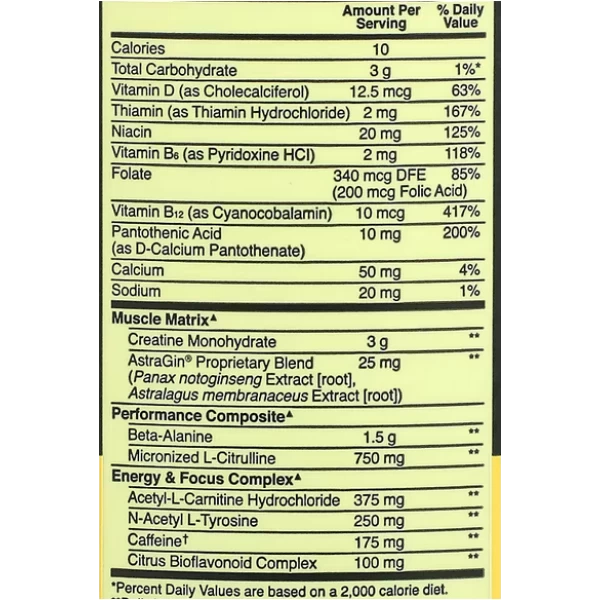 Amount Per Serving % Daily Value
Calories 10
Total Carbohydrate 3 g 1%*
Vitamin D (as Cholecalciferol) 12.5 mcg 63%
Thiamin (as Thiamin Hydrochloride) 2 mg 167%
Niacin 20 mg 125%
Vitamin B₆ (as Pyridoxine HCl) 2 mg 118%
Folate 340 mcg DFE 85%
(200 mcg Folic Acid)
Vitamin B₁₂ (as Cyanocobalamin) 10 mcg 417%
Pantothenic Acid 10 mg 200%
(as D-Calcium Pantothenate)
Calcium 50 mg 4%
Sodium 20 mg 1%
Muscle Matrix▲
Creatine Monohydrate 3 g **
AstraGin® Proprietary Blend 25 mg **
(Panax notoginseng Extract [root],
Astralagus membranaceus Extract [root])
Performance Composite▲
Beta-Alanine 1.5 g **
Micronized L-Citrulline 750 mg **
Energy & Focus Complex▲
Acetyl-L-Carnitine Hydrochloride 375 mg **
N-Acetyl L-Tyrosine 250 mg **
Caffeine† 175 mg **
Citrus Bioflavonoid Complex 100 mg **
*Percent Daily Values are based on a 2,000 calorie diet.